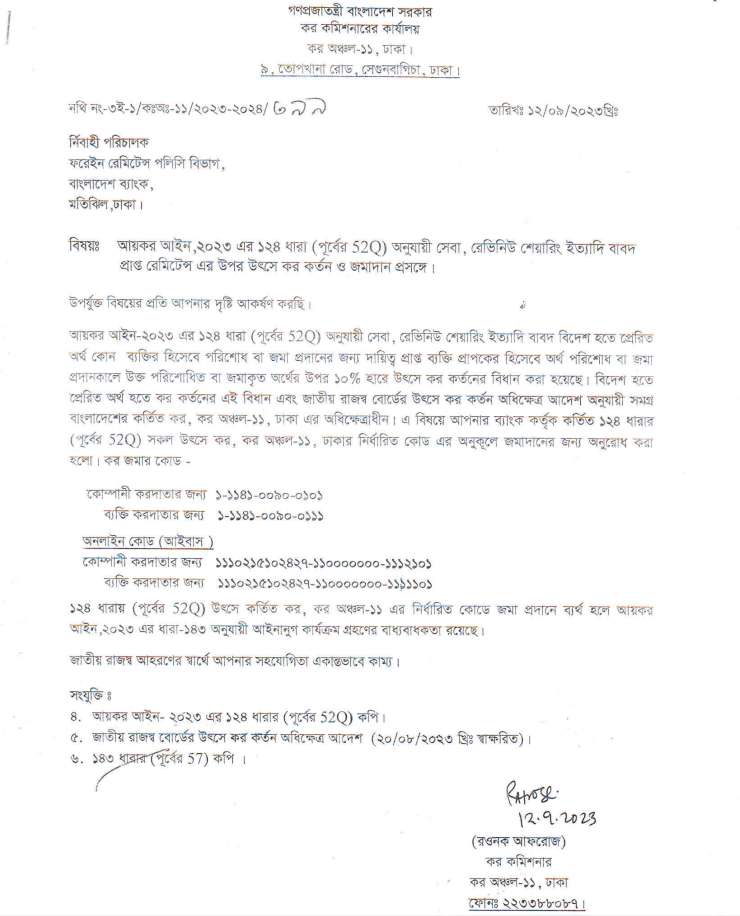 গণপ্রজাতন্ত্রী বাংলাদেশ সরকার
কর কমিশনারের কার্যালয়
কর অঞ্চল-১১, ঢাকা।
৯, তোপখানা রোড, সেগুনবাগিচা, ঢাকা।
নথি নং-৩ই-১/কঃঅঃ-১১/২০২৩-২০২৪/
তারিখঃ ১২/০৯/২০২৩খ্রিঃ
নির্বাহী পরিচালক
ফরেইন রেমিটেন্স পলিসি বিভাগ,
বাংলাদেশ ব্যাংক,
মতিঝিল,ঢাকা।
বিষয়ঃ আয়কর আইন,২০২৩ এর ১২৪ ধারা (পূর্বের 52Q) অনুযায়ী সেবা, রেভিনিউ শেয়ারিং ইত্যাদি বাবদ
প্রাপ্ত রেমিটেন্স এর উপর উৎসে কর কর্তন ও জমাদান প্রসঙ্গে।
উপর্যুক্ত বিষয়ের প্রতি আপনার দৃষ্টি আকর্ষণ করছি।
আয়কর আইন-২০২৩ এর ১২৪ ধারা (পূর্বের 52Q) অনুযায়ী সেবা, রেভিনিউ শেয়ারিং ইত্যাদি বাবদ বিদেশ হতে প্রেরিত
অর্থ কোন ব্যক্তির হিসেবে পরিশোধ বা জমা প্রদানের জন্য দায়িত্ব প্রাপ্ত ব্যক্তি প্রাপকের হিসেবে অর্থ পরিশোধ বা জমা
প্রদানকালে উক্ত পরিশোধিত বা জমাকৃত অর্থের উপর ১০% হারে উৎসে কর কর্তনের বিধান করা হয়েছে। বিদেশ হতে
প্রেরিত অর্থ হতে কর কর্তনের এই বিধান এবং জাতীয় রাজস্ব বোর্ডের উৎসে কর কর্তন অধিক্ষেত্র আদেশ অনুযায়ী সমগ্র
বাংলাদেশের কর্তিত কর, কর অঞ্চল-১১, ঢাকা এর অধিক্ষেত্রাধীন। এ বিষয়ে আপনার ব্যাংক কর্তৃক কর্তিত ১২৪ ধারার
(পূর্বের 52Q) সকল উৎসে কর, কর অঞ্চল-১১, ঢাকার নির্ধারিত কোড এর অনুকূলে জমাদানের জন্য অনুরোধ করা
হলো। কর জমার কোড -
কোম্পানী করদাতার জন্য ১-১১৪১-০০৯০-০১০১
ব্যক্তি করদাতার জন্য ১-১১৪১-০০৯০-০১১১
অনলাইন কোড (আইবাস )
কোম্পানী করদাতার জন্য ১১১০২১৫১০২৪২৭-১১০০০০০০০-১১১২১০১
ব্যক্তি করদাতার জন্য ১১১০২১৫১০২৪২৭-১১০০০০০০০-১১১১১০১
১২৪ ধারায় (পূর্বের 52Q) উৎসে কর্তিত কর, কর অঞ্চল-১১ এর নির্ধারিত কোডে জমা প্রদানে ব্যর্থ হলে আয়কর
আইন,২০২৩ এর ধারা-১৪৩ অনুযায়ী আইনানুগ কার্যক্রম গ্রহণের বাধ্যবাধকতা রয়েছে।
জাতীয় রাজস্ব আহরণের স্বার্থে আপনার সহযোগিতা একান্তভাবে কাম্য।
সংযুক্তি ঃ
৪. আয়কর আইন- ২০২৩ এর ১২৪ ধারার (পূর্বের 52Q) কপি।
৫. জাতীয় রাজস্ব বোর্ডের উৎসে কর কর্তন অধিক্ষেত্র আদেশ (২০/০৮/২০২৩ খ্রিঃ স্বাক্ষরিত)।
৬. ১৪৩ ধারার (পূর্বের 57) কপি ।
12.9.2023
(রওনক আফরোজ)
কর কমিশনার
কর অঞ্চল-১১, ঢাকা
ফোনঃ ২২৩৩৮৮০৮৭।